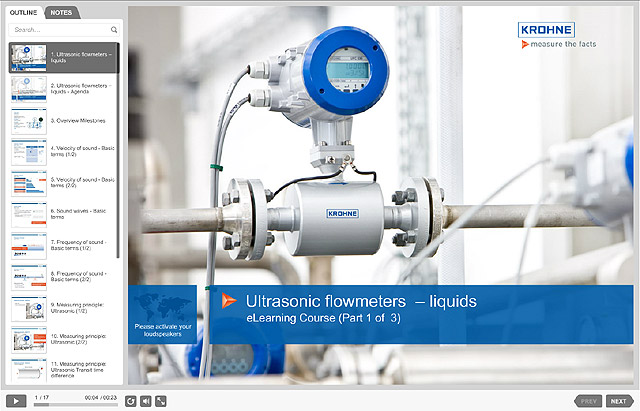 OUTLINE NOTES
Search...
1. Ultrasonic flowmeters –
liquids
2. Ultrasonic flowmeters –
liquids - Agenda
3. Overview Milestones
4. Velocity of sound - Basic
terms (1/2)
5. Velocity of sound - Basic
terms (2/2)
6. Sound waves - Basic
terms
7. Frequency of sound -
Basic terms (1/2)
8. Frequency of sound -
Basic terms (2/2)
9. Measuring principle:
Ultrasonic (1/2)
10. Measuring principle:
Ultrasonic (2/2)
11. Measuring principle:
Ultrasonic Transit time
difference
KROHNE
measure the facts
KROHNE
Please activate your
loudspeakers
Ultrasonic flowmeters – liquids
eLearning Course (Part 1 of 3)
1 / 17
00:04 / 00:23
PREV
NEXT